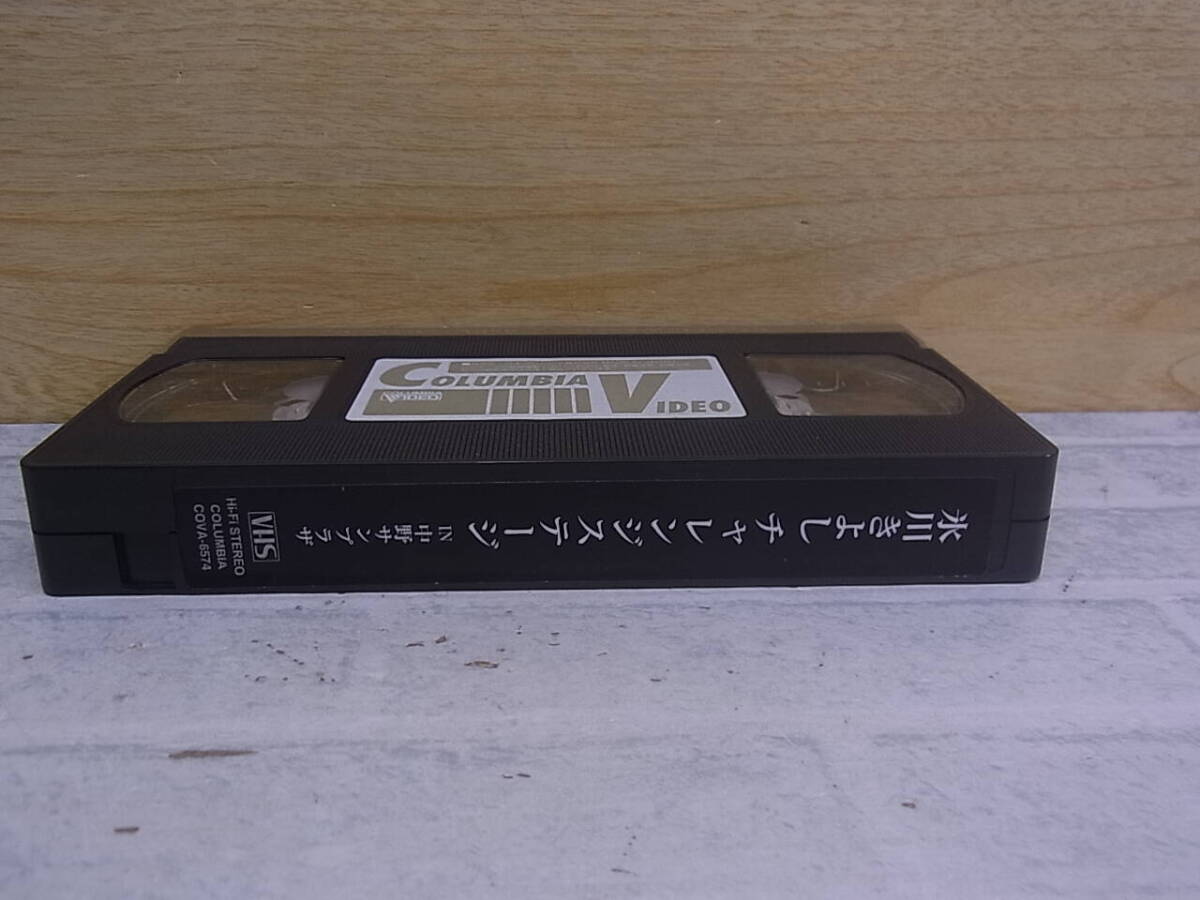 COLUMBIA
VIDEO
氷川きよし チャレンジステージ
IN 中野サンプラザ
VHS
Hi-Fi STEREO
COLUMBIA
COVA-6574